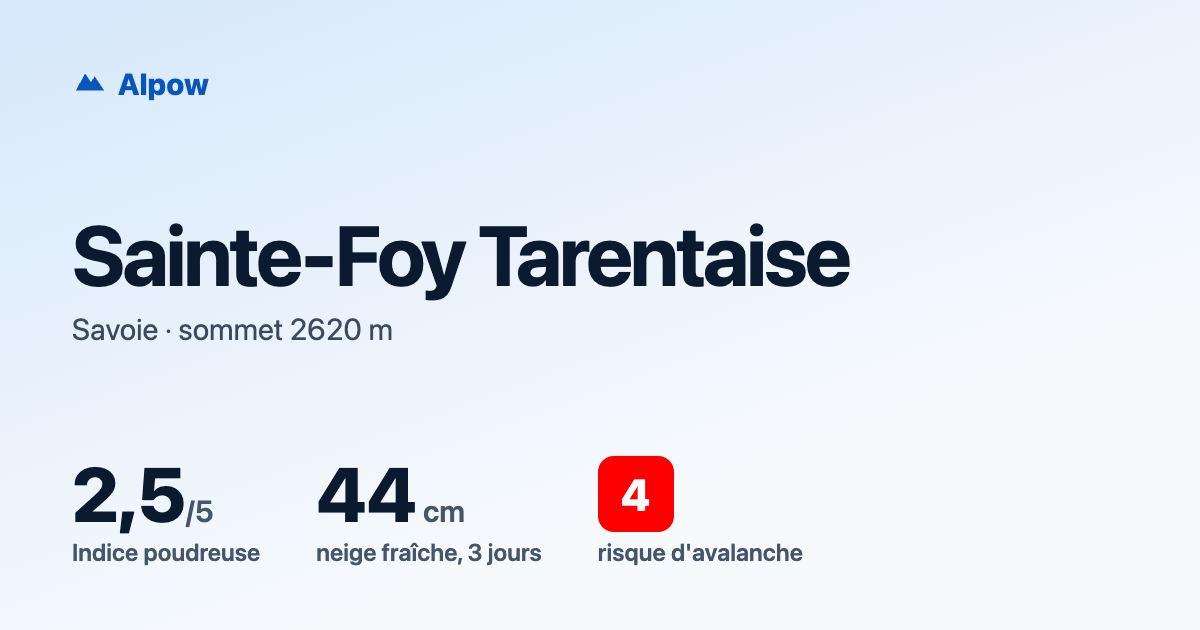 Alpow
Sainte-Foy Tarentaise
Savoie · sommet 2620 m
2,5/5
Indice poudreuse
44 cm
neige fraîche, 3 jours
4
risque d'avalanche